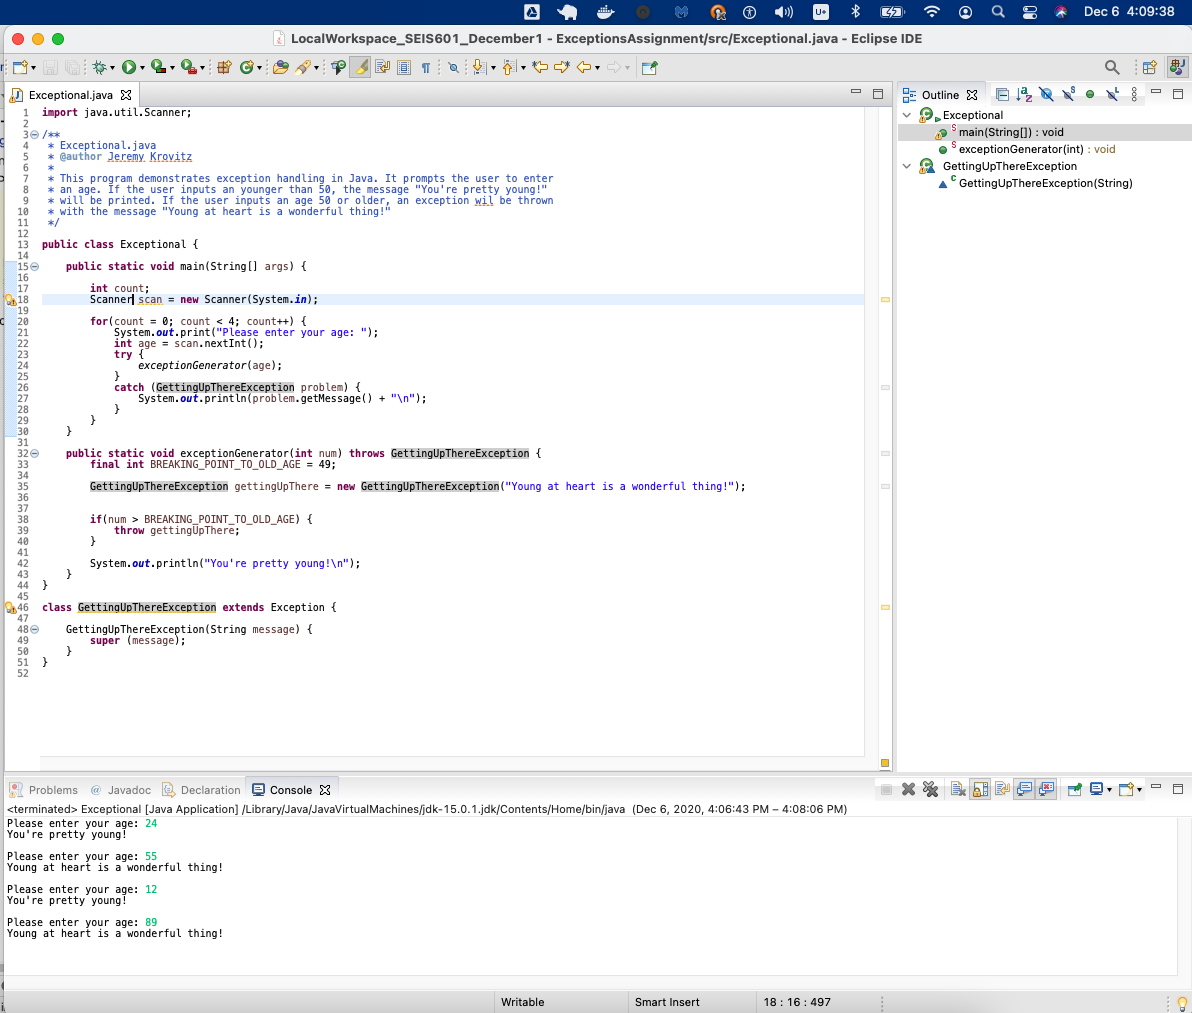 Dec 6  4:09:38
LocalWorkspace_SEIS601_December1 - ExceptionsAssignment/src/Exceptional.java - Eclipse IDE
Exceptional.java
1 import java.util.Scanner;
2
3 /**
4  * Exceptional.java
5  * @author Jeremy Krovitz
6  *
7  * This program demonstrates exception handling in Java. It prompts the user to enter
8  * an age. If the user inputs an younger than 50, the message "You're pretty young!"
9  * will be printed. If the user inputs an age 50 or older, an exception wil be thrown
10  * with the message "Young at heart is a wonderful thing!"
11  */
12
13 public class Exceptional {
14
15     public static void main(String[] args) {
16
17         int count;
18         Scanner scan = new Scanner(System.in);
19
20         for(count = 0; count < 4; count++) {
21             System.out.print("Please enter your age: ");
22             int age = scan.nextInt();
23             try {
24                 exceptionGenerator(age);
25             }
26             catch (GettingUpThereException problem) {
27                 System.out.println(problem.getMessage() + "\n");
28             }
29         }
30     }
31
32     public static void exceptionGenerator(int num) throws GettingUpThereException {
33         final int BREAKING_POINT_TO_OLD_AGE = 49;
34
35         GettingUpThereException gettingUpThere = new GettingUpThereException("Young at heart is a wonderful thing!");
36
37
38         if(num > BREAKING_POINT_TO_OLD_AGE) {
39             throw gettingUpThere;
40         }
41
42         System.out.println("You're pretty young!\n");
43     }
44 }
45
46 class GettingUpThereException extends Exception {
47
48     GettingUpThereException(String message) {
49         super (message);
50     }
51 }
52
Outline
Exceptional
main(String[]) : void
exceptionGenerator(int) : void
GettingUpThereException
GettingUpThereException(String)
Problems @ Javadoc Declaration Console
<terminated> Exceptional [Java Application] /Library/Java/JavaVirtualMachines/jdk-15.0.1.jdk/Contents/Home/bin/java  (Dec 6, 2020, 4:06:43 PM – 4:08:06 PM)
Please enter your age: 24
You're pretty young!
Please enter your age: 55
Young at heart is a wonderful thing!
Please enter your age: 12
You're pretty young!
Please enter your age: 89
Young at heart is a wonderful thing!
Writable Smart Insert 18 : 16 : 497